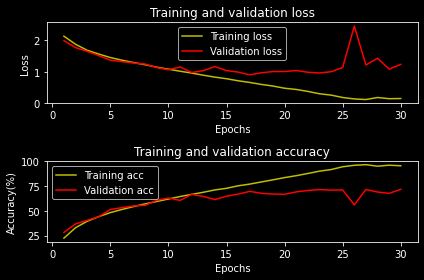 Training and validation loss
Training loss
Validation loss
2
1
0
Loss
0 5 10 15 20 25 30
Epochs
Training and validation accuracy
Training acc
Validation acc
100
75
50
25
Accuracy(%)
0 5 10 15 20 25 30
Epochs